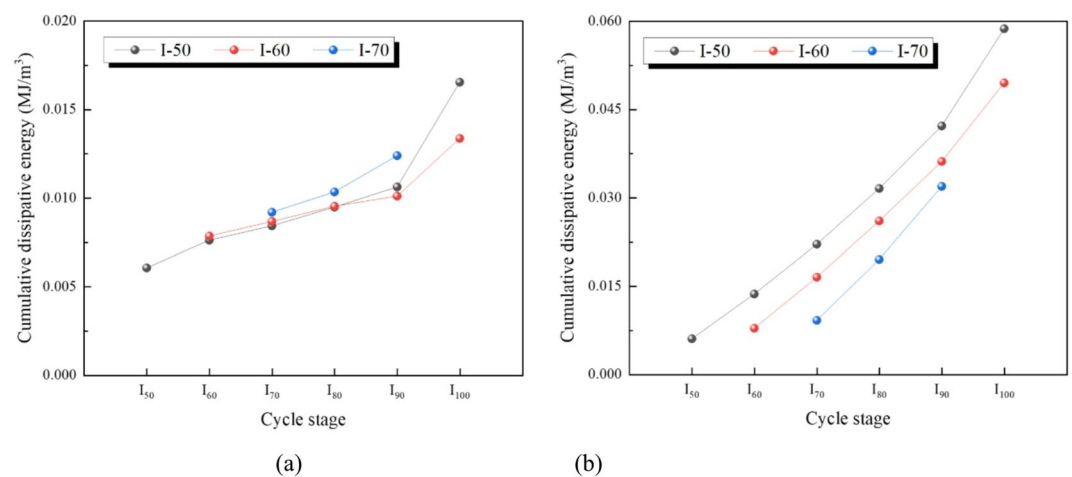 0.020
0.015
0.010
0.005
0.000
Cumulative dissipative energy (MJ/m³)
I-50 I-60 I-70
I₅₀ I₆₀ I₇₀ I₈₀ I₉₀ I₁₀₀
Cycle stage
(a)
0.060
0.045
0.030
0.015
0.000
Cumulative dissipative energy (MJ/m³)
I-50 I-60 I-70
I₅₀ I₆₀ I₇₀ I₈₀ I₉₀ I₁₀₀
Cycle stage
(b)